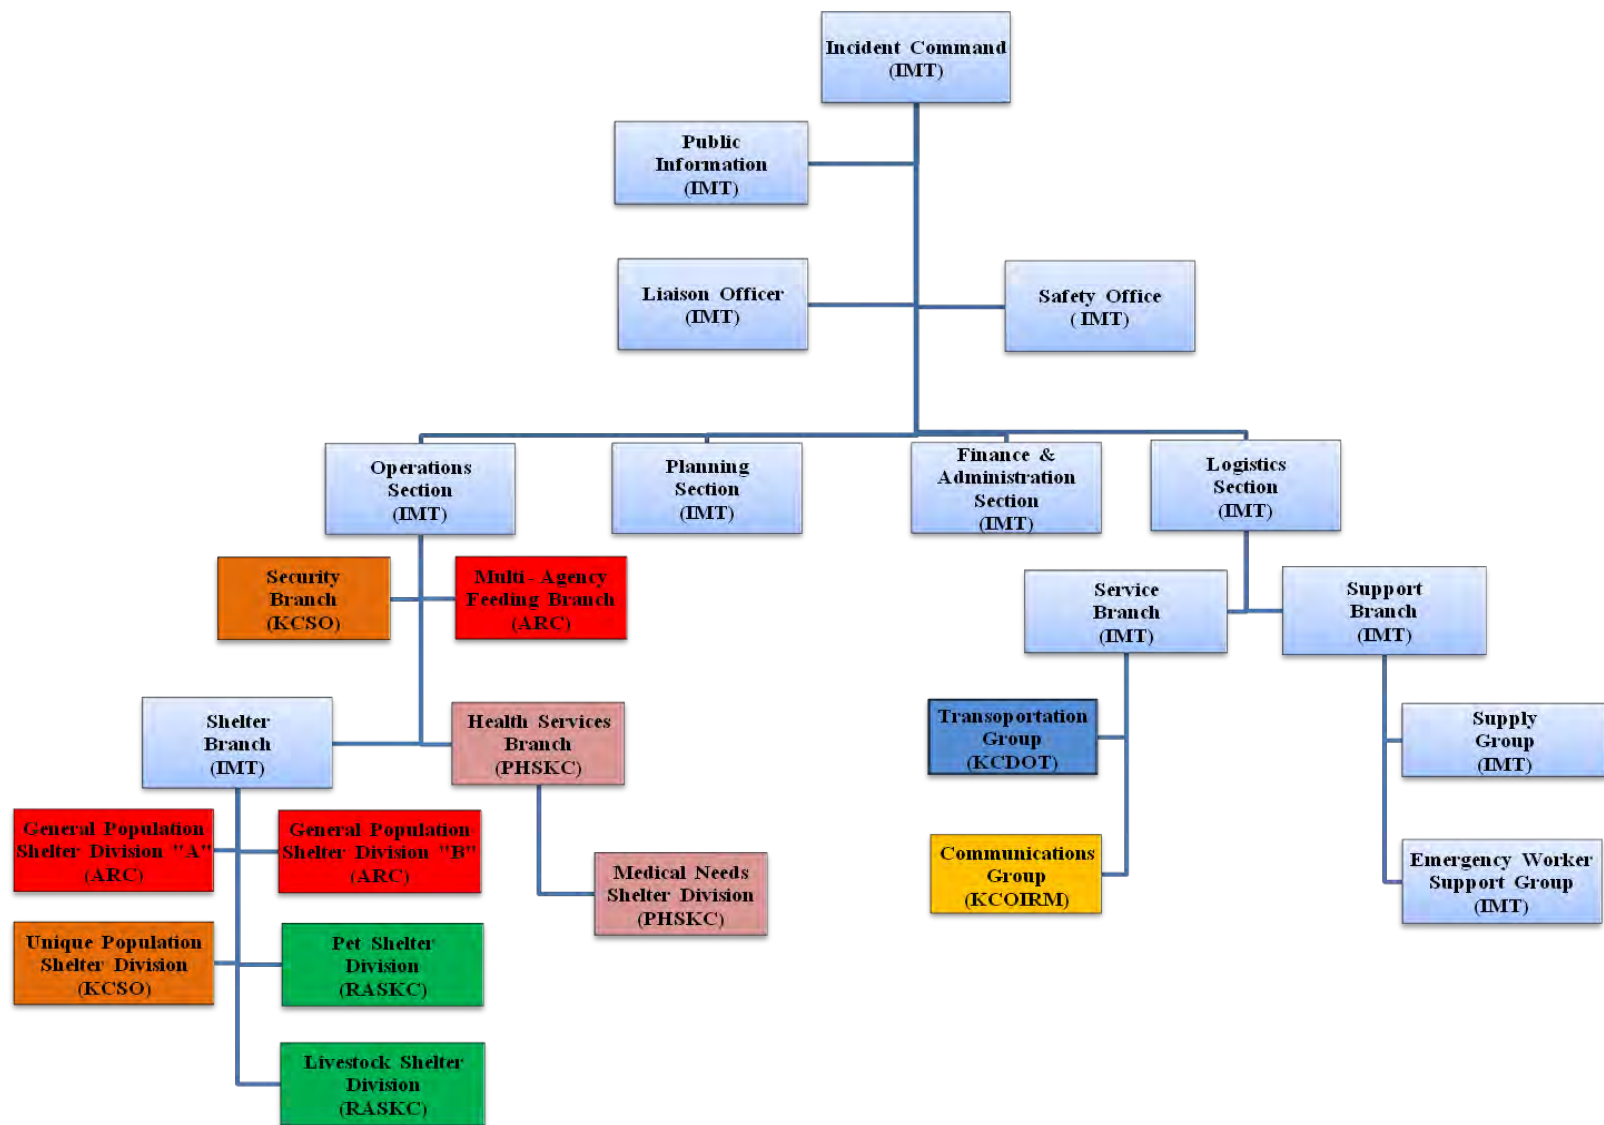 Incident Command
(IMT)
Public
Information
(IMT)
Liaison Officer
(IMT)
Safety Office
( IMT)
Operations
Section
(IMT)
Planning
Section
(IMT)
Finance &
Administration
Section
(IMT)
Logistics
Section
(IMT)
Security
Branch
(KCSO)
Multi- Agency
Feeding Branch
(ARC)
Service
Branch
(IMT)
Support
Branch
(IMT)
Shelter
Branch
(IMT)
Health Services
Branch
(PHSKC)
Transoportation
Group
(KCDOT)
Supply
Group
(IMT)
General Population
Shelter Division "A"
(ARC)
General Population
Shelter Division "B"
(ARC)
Medical Needs
Shelter Division
(PHSKC)
Communications
Group
(KCOIRM)
Emergency Worker
Support Group
(IMT)
Unique Population
Shelter Division
(KCSO)
Pet Shelter
Division
(RASKC)
Livestock Shelter
Division
(RASKC)